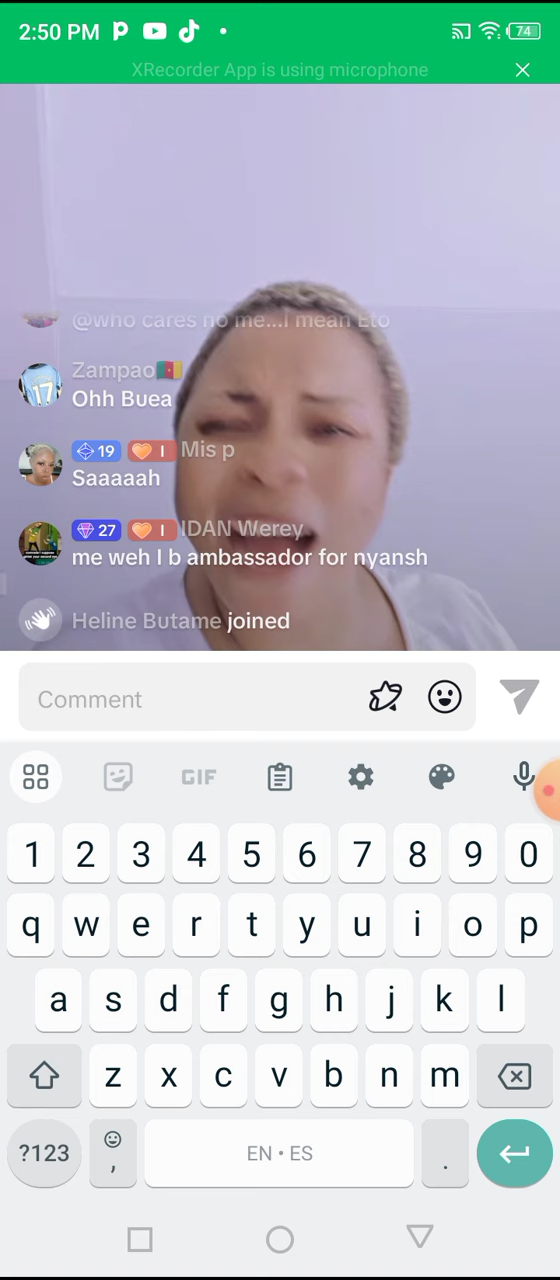 2:50 PM
74
XRecorder App is using microphone
@who cares no me...I mean Eto
Zampao🇨🇲
Ohh Buea
19 I Mis p
Saaaaah
27 I IDAN Werey
me weh I b ambassador for nyansh
Heline Butame joined
Comment
GIF
1 2 3 4 5 6 7 8 9 0
q w e r t y u i o p
a s d f g h j k l
z x c v b n m
?123 , EN • ES .